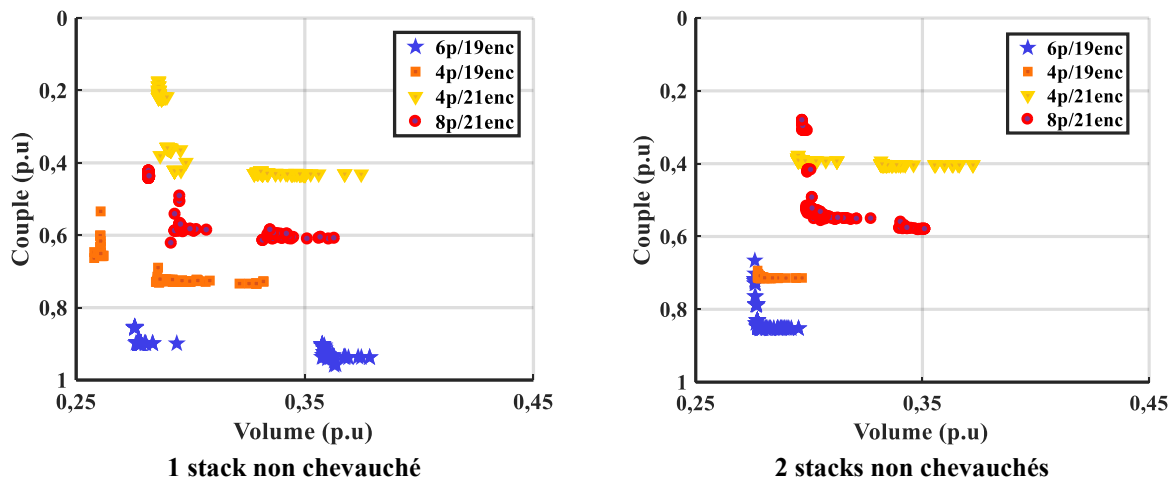 0
0,2
0,4
0,6
0,8
1
Couple (p.u)
0,25
0,35
0,45
Volume (p.u)
6p/19enc
4p/19enc
4p/21enc
8p/21enc
1 stack non chevauché
0
0,2
0,4
0,6
0,8
1
Couple (p.u)
0,25
0,35
0,45
Volume (p.u)
6p/19enc
4p/19enc
4p/21enc
8p/21enc
2 stacks non chevauchés